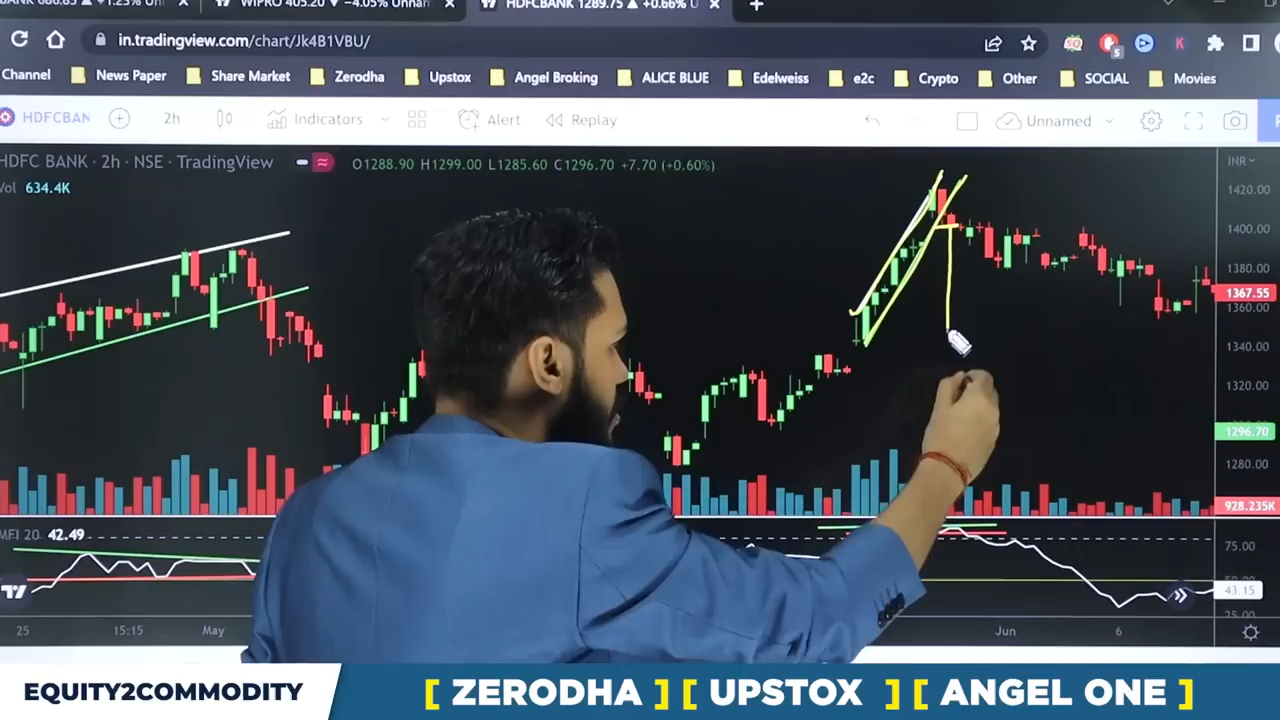 WIPRO 405.20 ▼ −4.05% Unnan
HDFCBANK 1289.75 ▲ +0.66% U
in.tradingview.com/chart/Jk4B1VBU/
Channel News Paper Share Market Zerodha Upstox Angel Broking ALICE BLUE Edelweiss e2c Crypto Other SOCIAL Movies
HDFCBAN 2h Indicators Alert Replay Unnamed
HDFC BANK · 2h · NSE · TradingView O1288.90 H1299.00 L1285.60 C1296.70 +7.70 (+0.60%) INR
Vol 634.4K
1420.00
1400.00
1380.00
1367.55
1360.00
1340.00
1320.00
1296.70
1280.00
928.235K
MFI 20 42.49
75.00
50.00
43.15
25.00
25 15:15 May Jun 6
EQUITY2COMMODITY [ ZERODHA ] [ UPSTOX ] [ ANGEL ONE ]